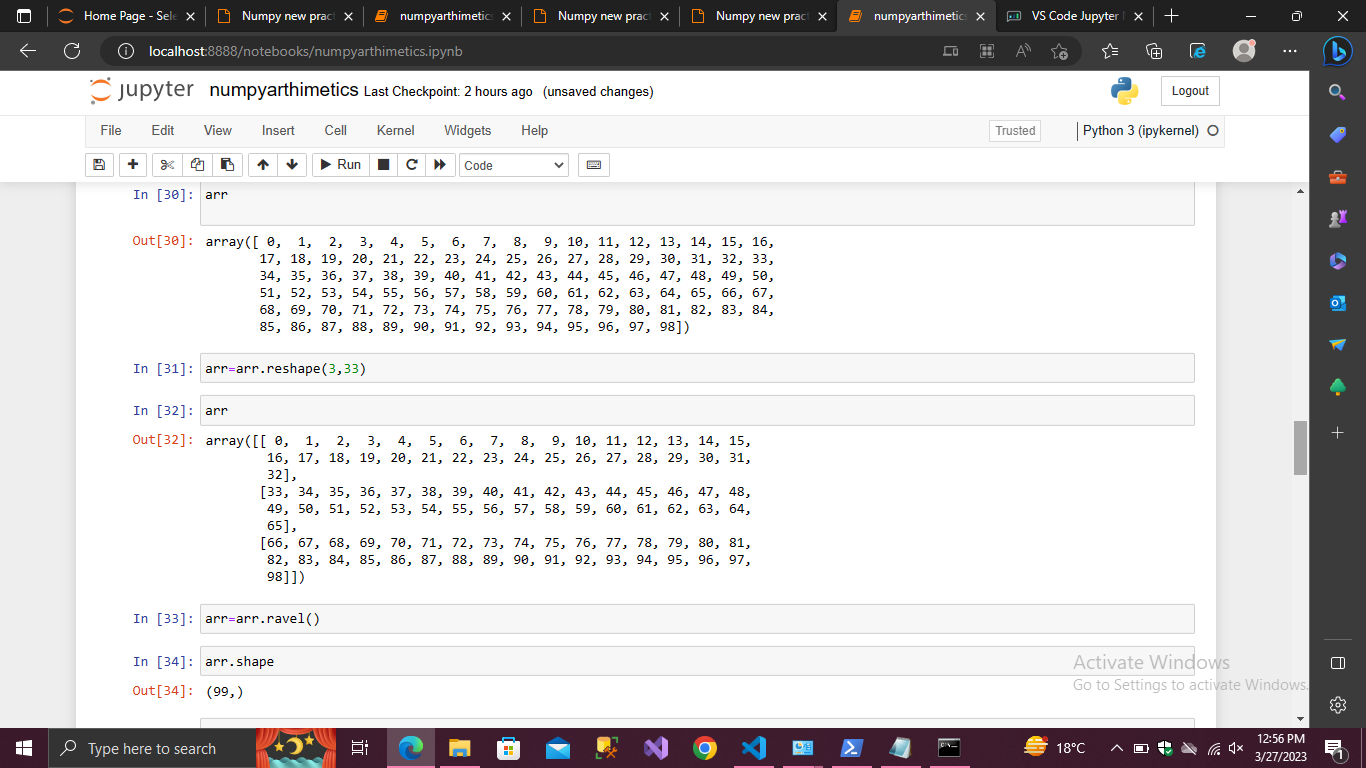 Home Page - Sele
Numpy new pract
numpyarthimetics
Numpy new pract
Numpy new pract
numpyarthimetics
VS Code Jupyter
localhost:8888/notebooks/numpyarthimetics.ipynb
jupyter numpyarthimetics Last Checkpoint: 2 hours ago (unsaved changes)
Logout
File Edit View Insert Cell Kernel Widgets Help
Trusted
Python 3 (ipykernel)
Run
Code
In [30]: arr
Out[30]: array([ 0,  1,  2,  3,  4,  5,  6,  7,  8,  9, 10, 11, 12, 13, 14, 15, 16,
17, 18, 19, 20, 21, 22, 23, 24, 25, 26, 27, 28, 29, 30, 31, 32, 33,
34, 35, 36, 37, 38, 39, 40, 41, 42, 43, 44, 45, 46, 47, 48, 49, 50,
51, 52, 53, 54, 55, 56, 57, 58, 59, 60, 61, 62, 63, 64, 65, 66, 67,
68, 69, 70, 71, 72, 73, 74, 75, 76, 77, 78, 79, 80, 81, 82, 83, 84,
85, 86, 87, 88, 89, 90, 91, 92, 93, 94, 95, 96, 97, 98])
In [31]: arr=arr.reshape(3,33)
In [32]: arr
Out[32]: array([[ 0,  1,  2,  3,  4,  5,  6,  7,  8,  9, 10, 11, 12, 13, 14, 15,
16, 17, 18, 19, 20, 21, 22, 23, 24, 25, 26, 27, 28, 29, 30, 31,
32],
[33, 34, 35, 36, 37, 38, 39, 40, 41, 42, 43, 44, 45, 46, 47, 48,
49, 50, 51, 52, 53, 54, 55, 56, 57, 58, 59, 60, 61, 62, 63, 64,
65],
[66, 67, 68, 69, 70, 71, 72, 73, 74, 75, 76, 77, 78, 79, 80, 81,
82, 83, 84, 85, 86, 87, 88, 89, 90, 91, 92, 93, 94, 95, 96, 97,
98]])
In [33]: arr=arr.ravel()
In [34]: arr.shape
Out[34]: (99,)
Activate Windows
Go to Settings to activate Windows.
Type here to search
18°C
12:56 PM
3/27/2023
1